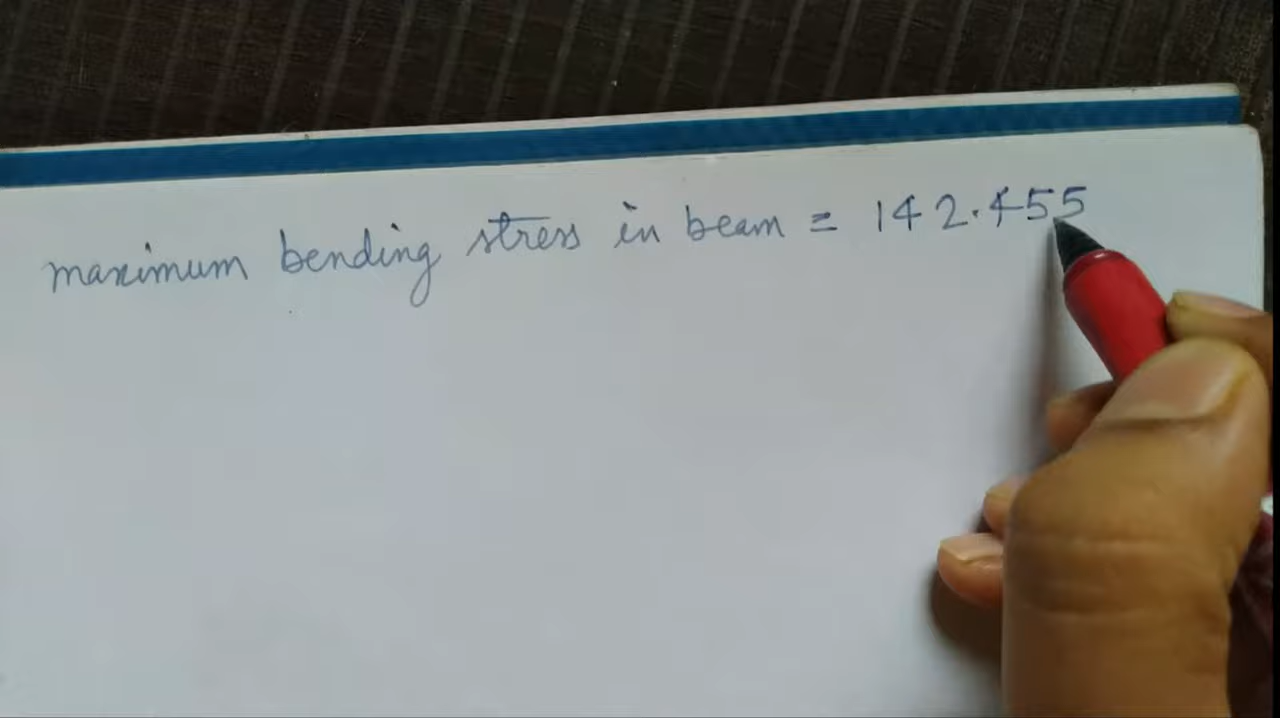 maximum bending stress in beam = 142.455